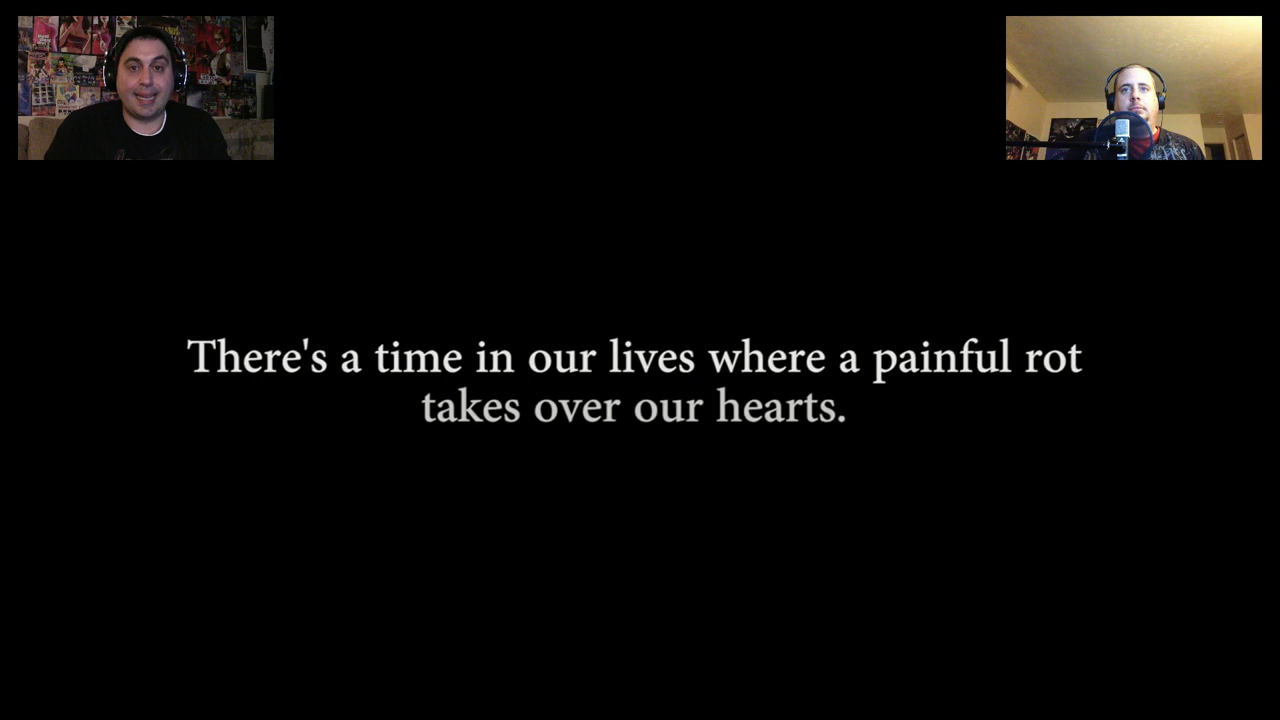 There's a time in our lives where a painful rot
takes over our hearts.